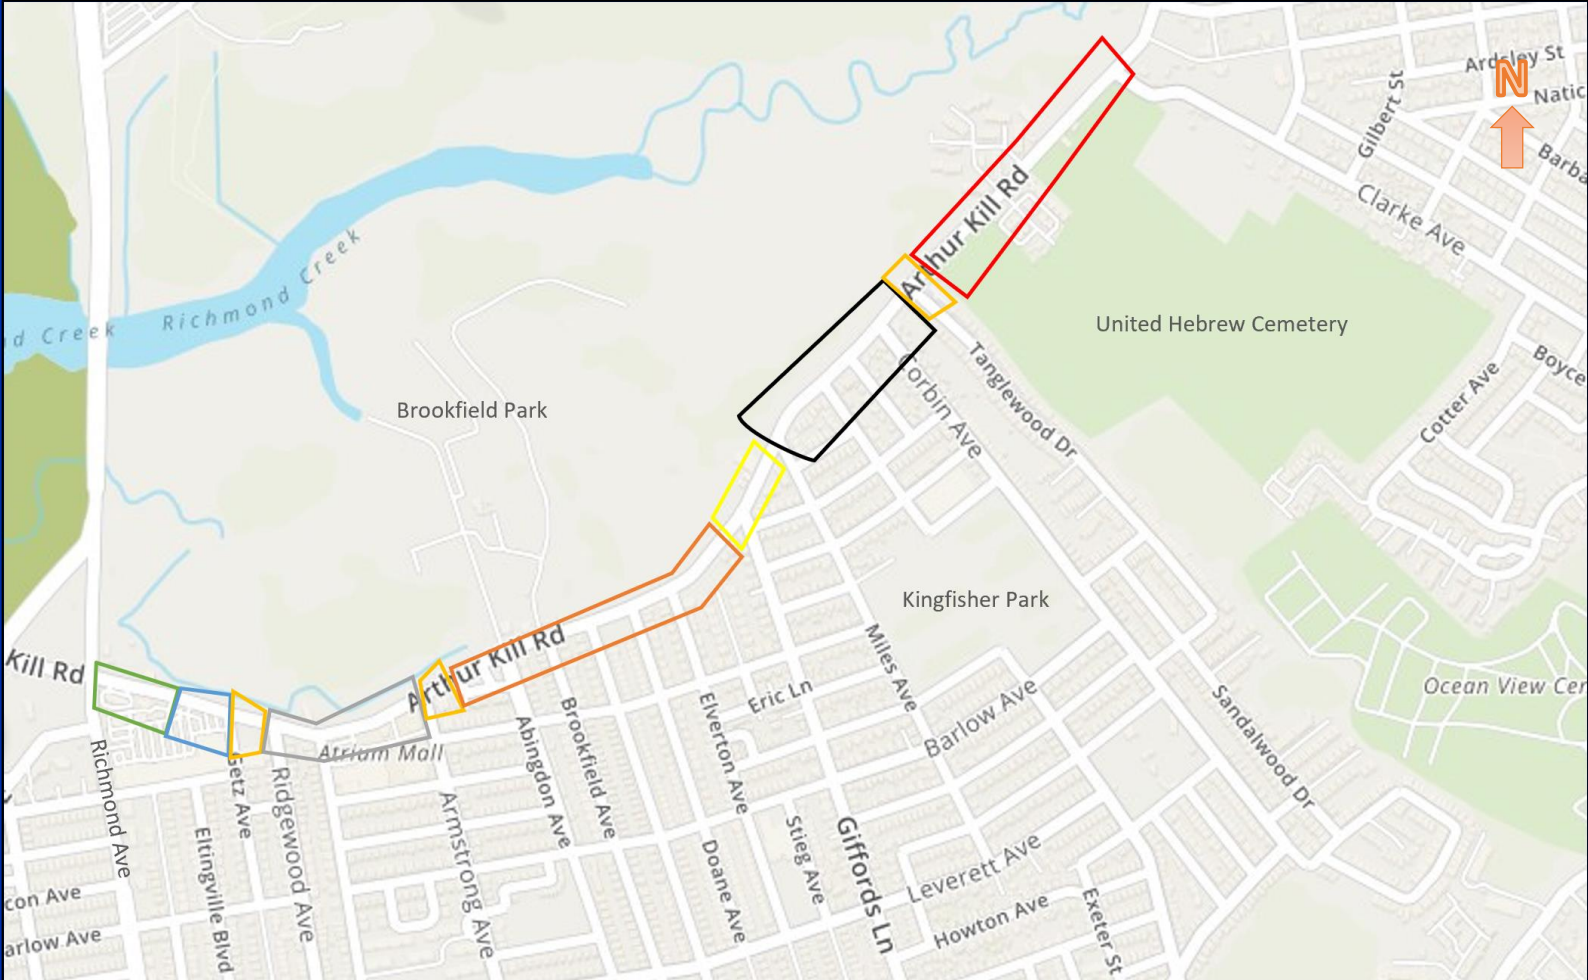 Ardsley St
N
Natic
Gilbert St
Barba
Clarke Ave
Arthur Kill Rd
Richmond Creek
nd Creek
United Hebrew Cemetery
Tanglewood Dr
Corbin Ave
Boyce
Cotter Ave
Brookfield Park
Kingfisher Park
Miles Ave
Kill Rd
Arthur Kill Rd
Eric Ln
Barlow Ave
Ocean View Cer
Sandalwood Dr
Atrium Mall
Richmond Ave
Getz Ave
Ridgewood Ave
Eltingville Blvd
Armstrong Ave
Abingdon Ave
Brookfield Ave
Elverton Ave
Doane Ave
Stieg Ave
Giffords Ln
Leverett Ave
Howton Ave
Exeter St
con Ave
arlow Ave